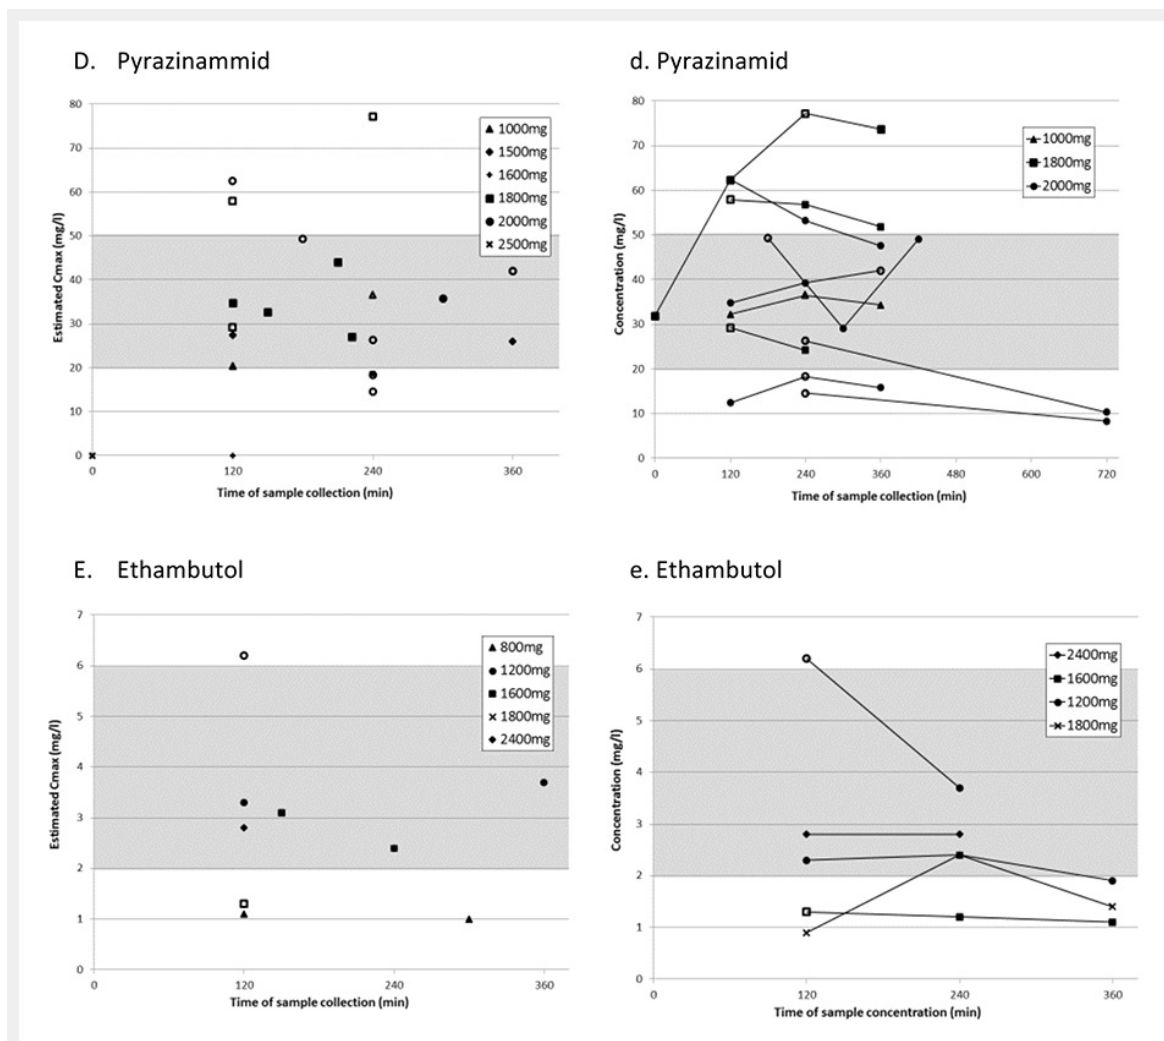 D. Pyrazinammid
80
70
60
50
40
30
20
10
0
Estimated Cmax (mg/l)
0 120 240 360
Time of sample collection (min)
1000mg
1500mg
1600mg
1800mg
2000mg
2500mg
d. Pyrazinamid
80
70
60
50
40
30
20
10
0
Concentration (mg/l)
0 120 240 360 480 600 720
Time of sample collection (min)
1000mg
1800mg
2000mg
E. Ethambutol
7
6
5
4
3
2
1
0
Estimated Cmax (mg/l)
0 120 240 360
Time of sample collection (min)
800mg
1200mg
1600mg
1800mg
2400mg
e. Ethambutol
7
6
5
4
3
2
1
0
Concentration (mg/l)
0 120 240 360
Time of sample concentration (min)
2400mg
1600mg
1200mg
1800mg